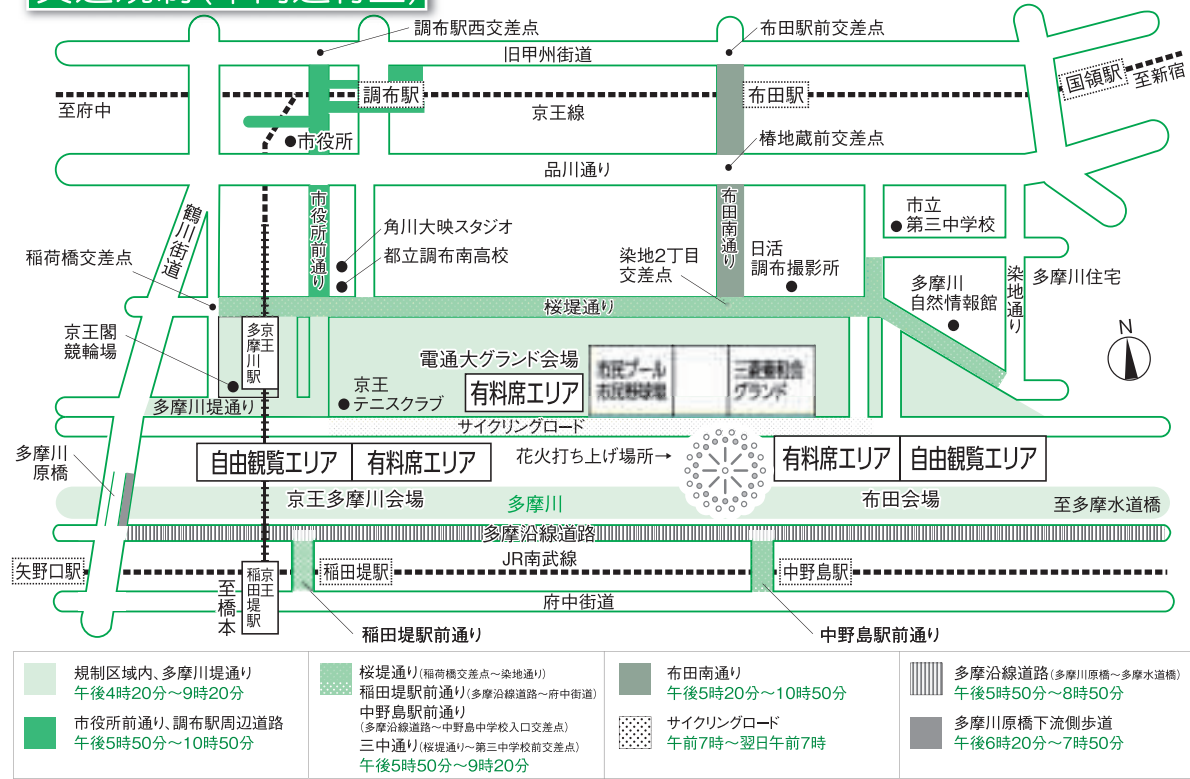 調布駅西交差点
布田駅前交差点
旧甲州街道
国領駅
至新宿
調布駅
布田駅
至府中
京王線
市役所
椿地蔵前交差点
品川通り
鶴川街道
市役所前通り
布田南通り
市立
第三中学校
角川大映スタジオ
都立調布南高校
稲荷橋交差点
染地2丁目
交差点
日活
調布撮影所
多摩川
自然情報館
染地通り
多摩川住宅
桜堤通り
N
京王閣
競輪場
京王
多摩川駅
電通大グランド会場
有料席エリア
市民プール
市民野球場
グランド
京王
テニスクラブ
多摩川堤通り
サイクリングロード
多摩川
原橋
自由観覧エリア
有料席エリア
花火打ち上げ場所→
有料席エリア
自由観覧エリア
京王多摩川会場
多摩川
布田会場
至多摩水道橋
多摩沿線道路
JR南武線
矢野口駅
京王
稲田堤駅
稲田堤駅
中野島駅
至橋本
府中街道
稲田堤駅前通り
中野島駅前通り
規制区域内、多摩川堤通り
午後4時20分〜9時20分
市役所前通り、調布駅周辺道路
午後5時50分〜10時50分
桜堤通り(稲荷橋交差点〜染地通り)
稲田堤駅前通り(多摩沿線道路〜府中街道)
中野島駅前通り
(多摩沿線道路〜中野島中学校入口交差点)
三中通り(桜堤通り〜第三中学校前交差点)
午後5時50分〜9時20分
布田南通り
午後5時20分〜10時50分
サイクリングロード
午前7時〜翌日午前7時
多摩沿線道路(多摩川原橋〜多摩水道橋)
午後5時50分〜8時50分
多摩川原橋下流側歩道
午後6時20分〜7時50分